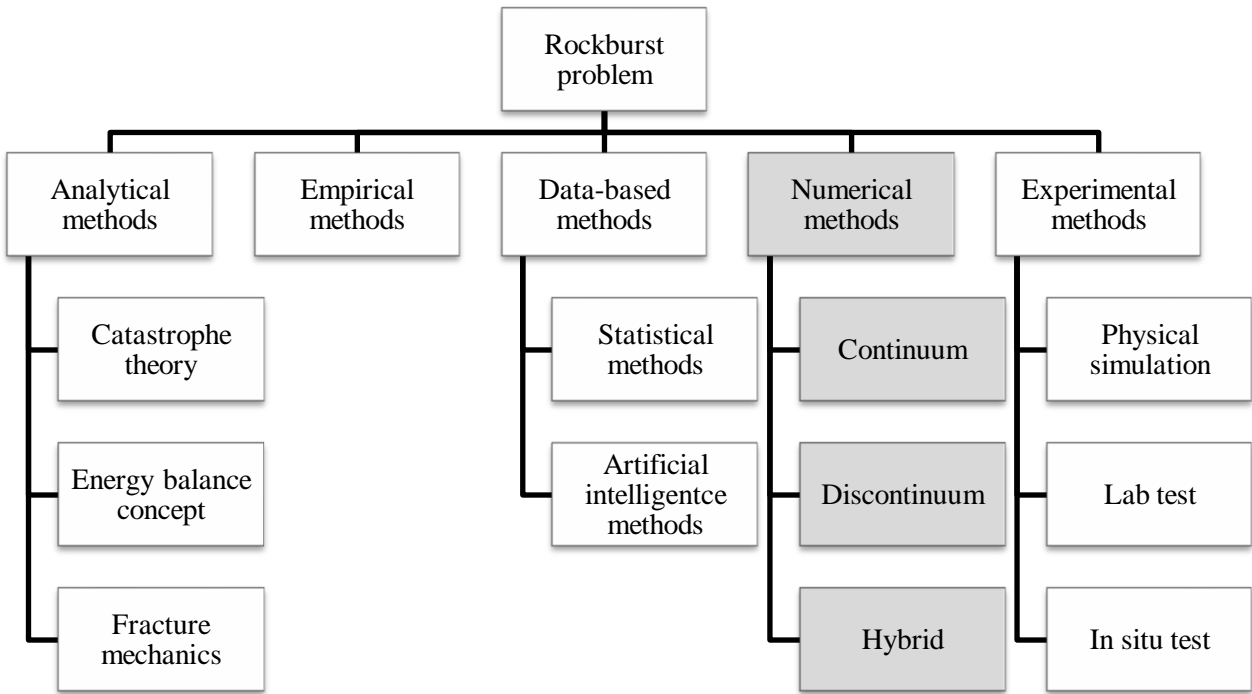 Rockburst
problem
Analytical
methods
Empirical
methods
Data-based
methods
Numerical
methods
Experimental
methods
Catastrophe
theory
Energy balance
concept
Fracture
mechanics
Statistical
methods
Artificial
intelligentce
methods
Continuum
Discontinuum
Hybrid
Physical
simulation
Lab test
In situ test